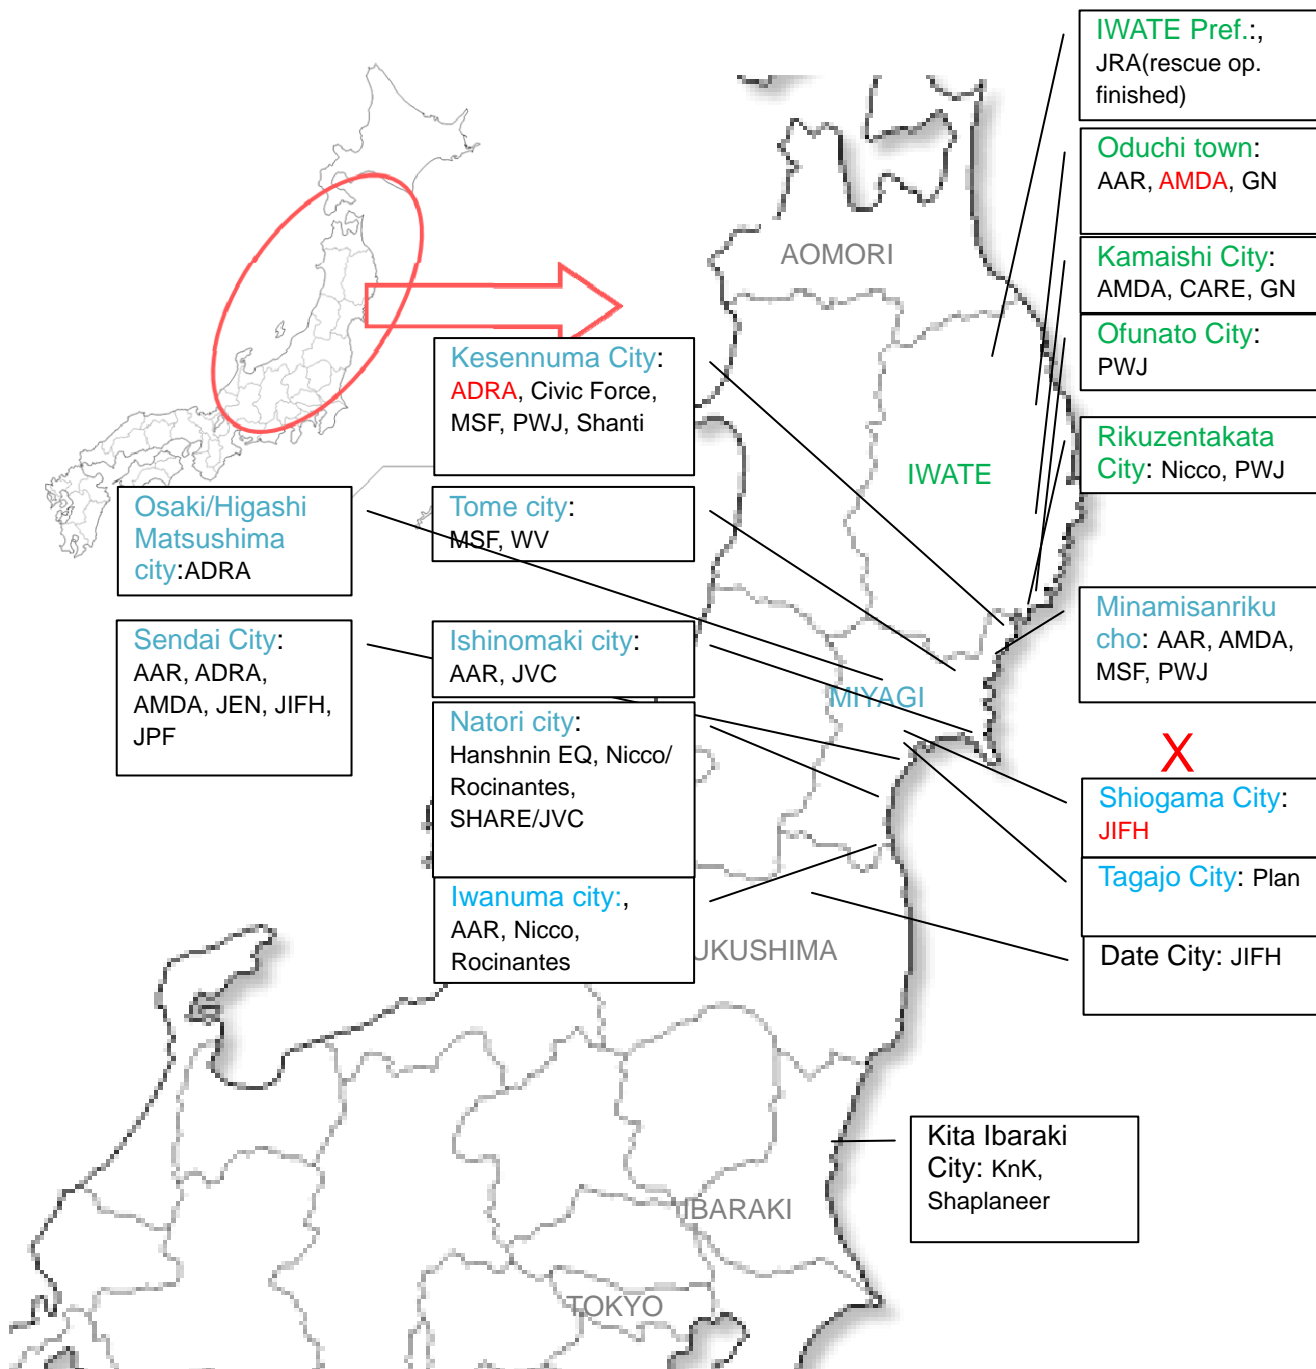 IWATE Pref.:,
JRA(rescue op.
finished)
Oduchi town:
AAR, AMDA, GN
AOMORI
Kamaishi City:
AMDA, CARE, GN
Ofunato City:
PWJ
Kesennuma City:
ADRA, Civic Force,
MSF, PWJ, Shanti
Rikuzentakata
City: Nicco, PWJ
IWATE
Osaki/Higashi
Matsushima
city:ADRA
Tome city:
MSF, WV
Minamisanriku
cho: AAR, AMDA,
MSF, PWJ
Sendai City:
AAR, ADRA,
AMDA, JEN, JIFH,
JPF
Ishinomaki city:
AAR, JVC
MIYAGI
Natori city:
Hanshnin EQ, Nicco/
Rocinantes,
SHARE/JVC
X
Shiogama City:
JIFH
Tagajo City: Plan
Iwanuma city:,
AAR, Nicco,
Rocinantes
UKUSHIMA
Date City: JIFH
Kita Ibaraki
City: KnK,
Shaplaneer
IBARAKI
TOKYO